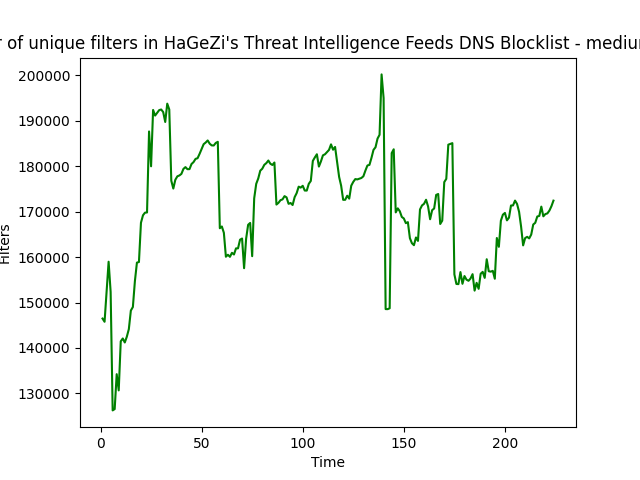 r of unique filters in HaGeZi's Threat Intelligence Feeds DNS Blocklist - mediu
200000
190000
180000
170000
160000
150000
140000
130000
Filters
0 50 100 150 200
Time